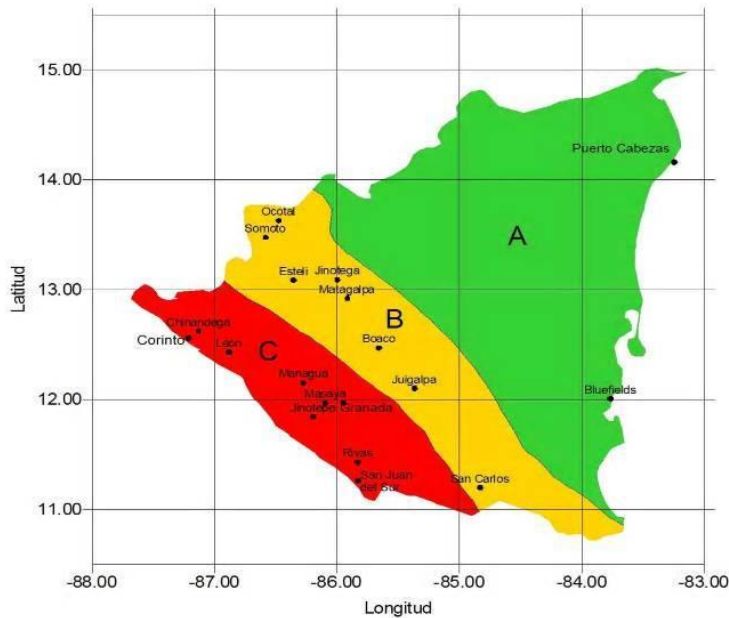 15.00
Puerto Cabezas
14.00
Ocotal
Somoto
A
Esteli
Jinotega
13.00
Matagalpa
B
Chinandega
Corinto
León
C
Boaco
Managua
Juigalpa
Masaya
12.00
Bluefields
Jinotepe Granada
Rivas
San Juan
del Sur
San Carlos
11.00
Latitud
-88.00 -87.00 -86.00 -85.00 -84.00 -83.00
Longitud